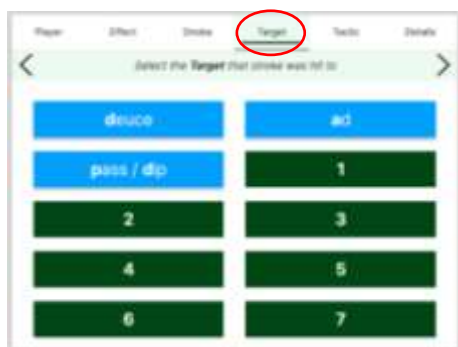 Player Effect Stroke Target Tactic Details
Select the Target that stroke was hit to
deuce ad
pass / dip 1
2 3
4 5
6 7